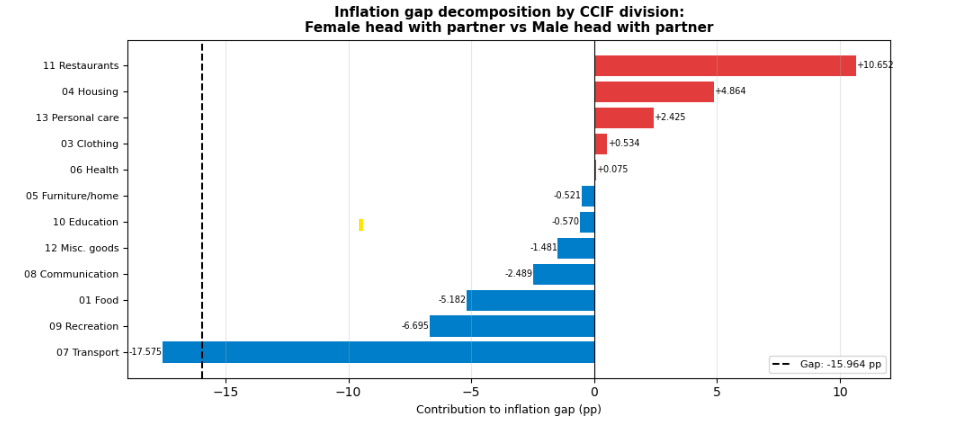 Inflation gap decomposition by CCIF division:
Female head with partner vs Male head with partner
11 Restaurants
+10.652
04 Housing
+4.864
13 Personal care
+2.425
03 Clothing
+0.534
06 Health
+0.075
05 Furniture/home
-0.521
10 Education
-0.570
12 Misc. goods
-1.481
08 Communication
-2.489
01 Food
-5.182
09 Recreation
-6.695
07 Transport
-17.575
Gap: -15.964 pp
−15 −10 −5 0 5 10
Contribution to inflation gap (pp)